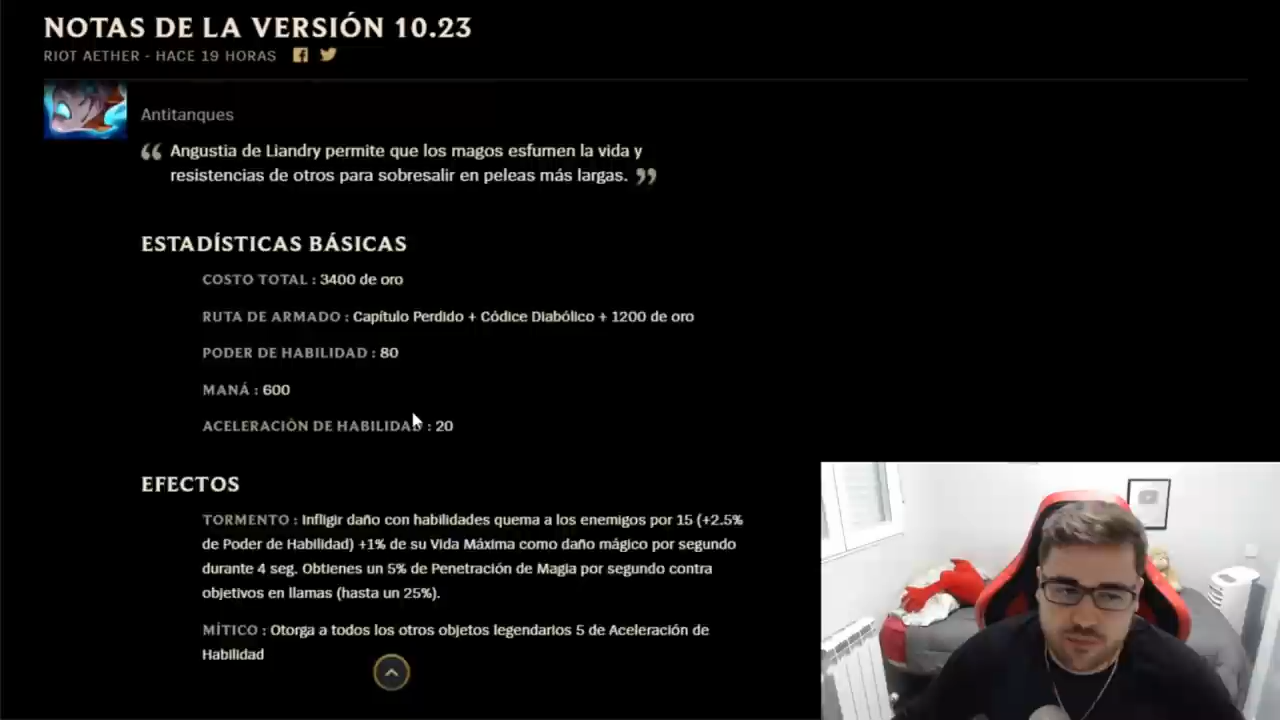 NOTAS DE LA VERSIÓN 10.23
RIOT AETHER - HACE 19 HORAS
Antitanques
Angustia de Liandry permite que los magos esfumen la vida y
resistencias de otros para sobresalir en peleas más largas.
ESTADÍSTICAS BÁSICAS
COSTO TOTAL : 3400 de oro
RUTA DE ARMADO : Capítulo Perdido + Códice Diabólico + 1200 de oro
PODER DE HABILIDAD : 80
MANÁ : 600
ACELERACIÓN DE HABILIDAD : 20
EFECTOS
TORMENTO : Infligir daño con habilidades quema a los enemigos por 15 (+2.5%
de Poder de Habilidad) +1% de su Vida Máxima como daño mágico por segundo
durante 4 seg. Obtienes un 5% de Penetración de Magia por segundo contra
objetivos en llamas (hasta un 25%).
MÍTICO : Otorga a todos los otros objetos legendarios 5 de Aceleración de
Habilidad